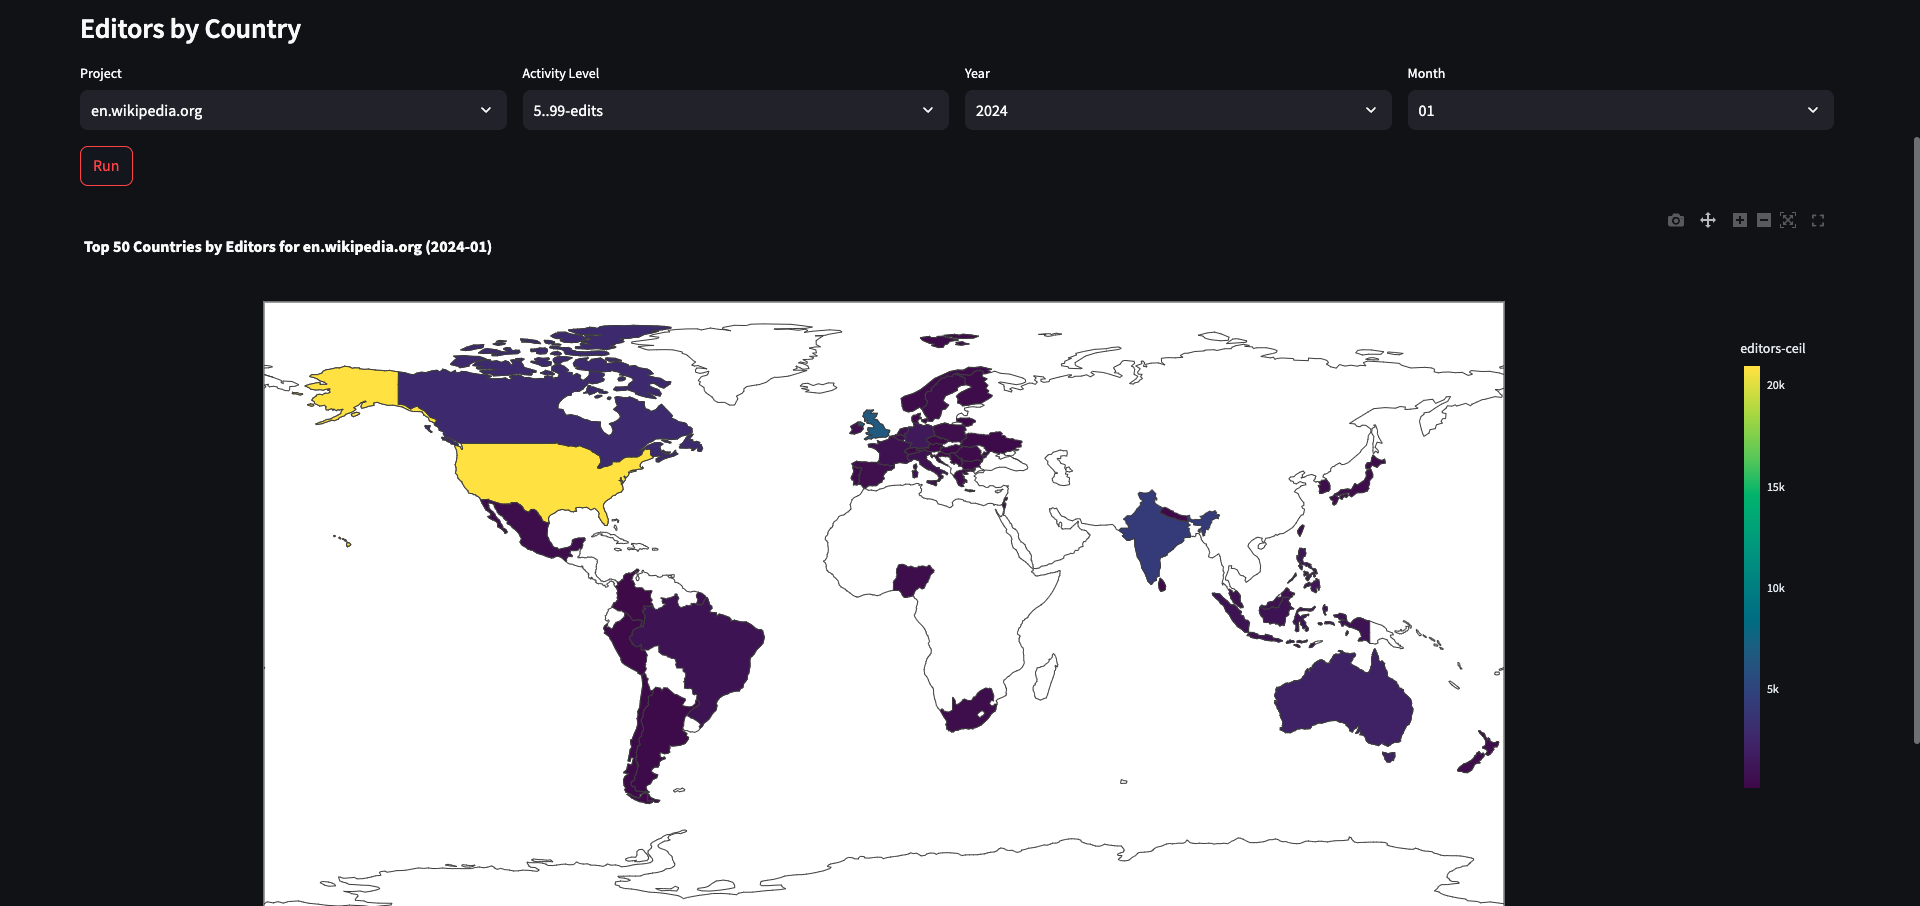 Editors by Country
Project
Activity Level
Year
Month
en.wikipedia.org
5..99-edits
2024
01
Run
Top 50 Countries by Editors for en.wikipedia.org (2024-01)
editors-ceil
20k
15k
10k
5k